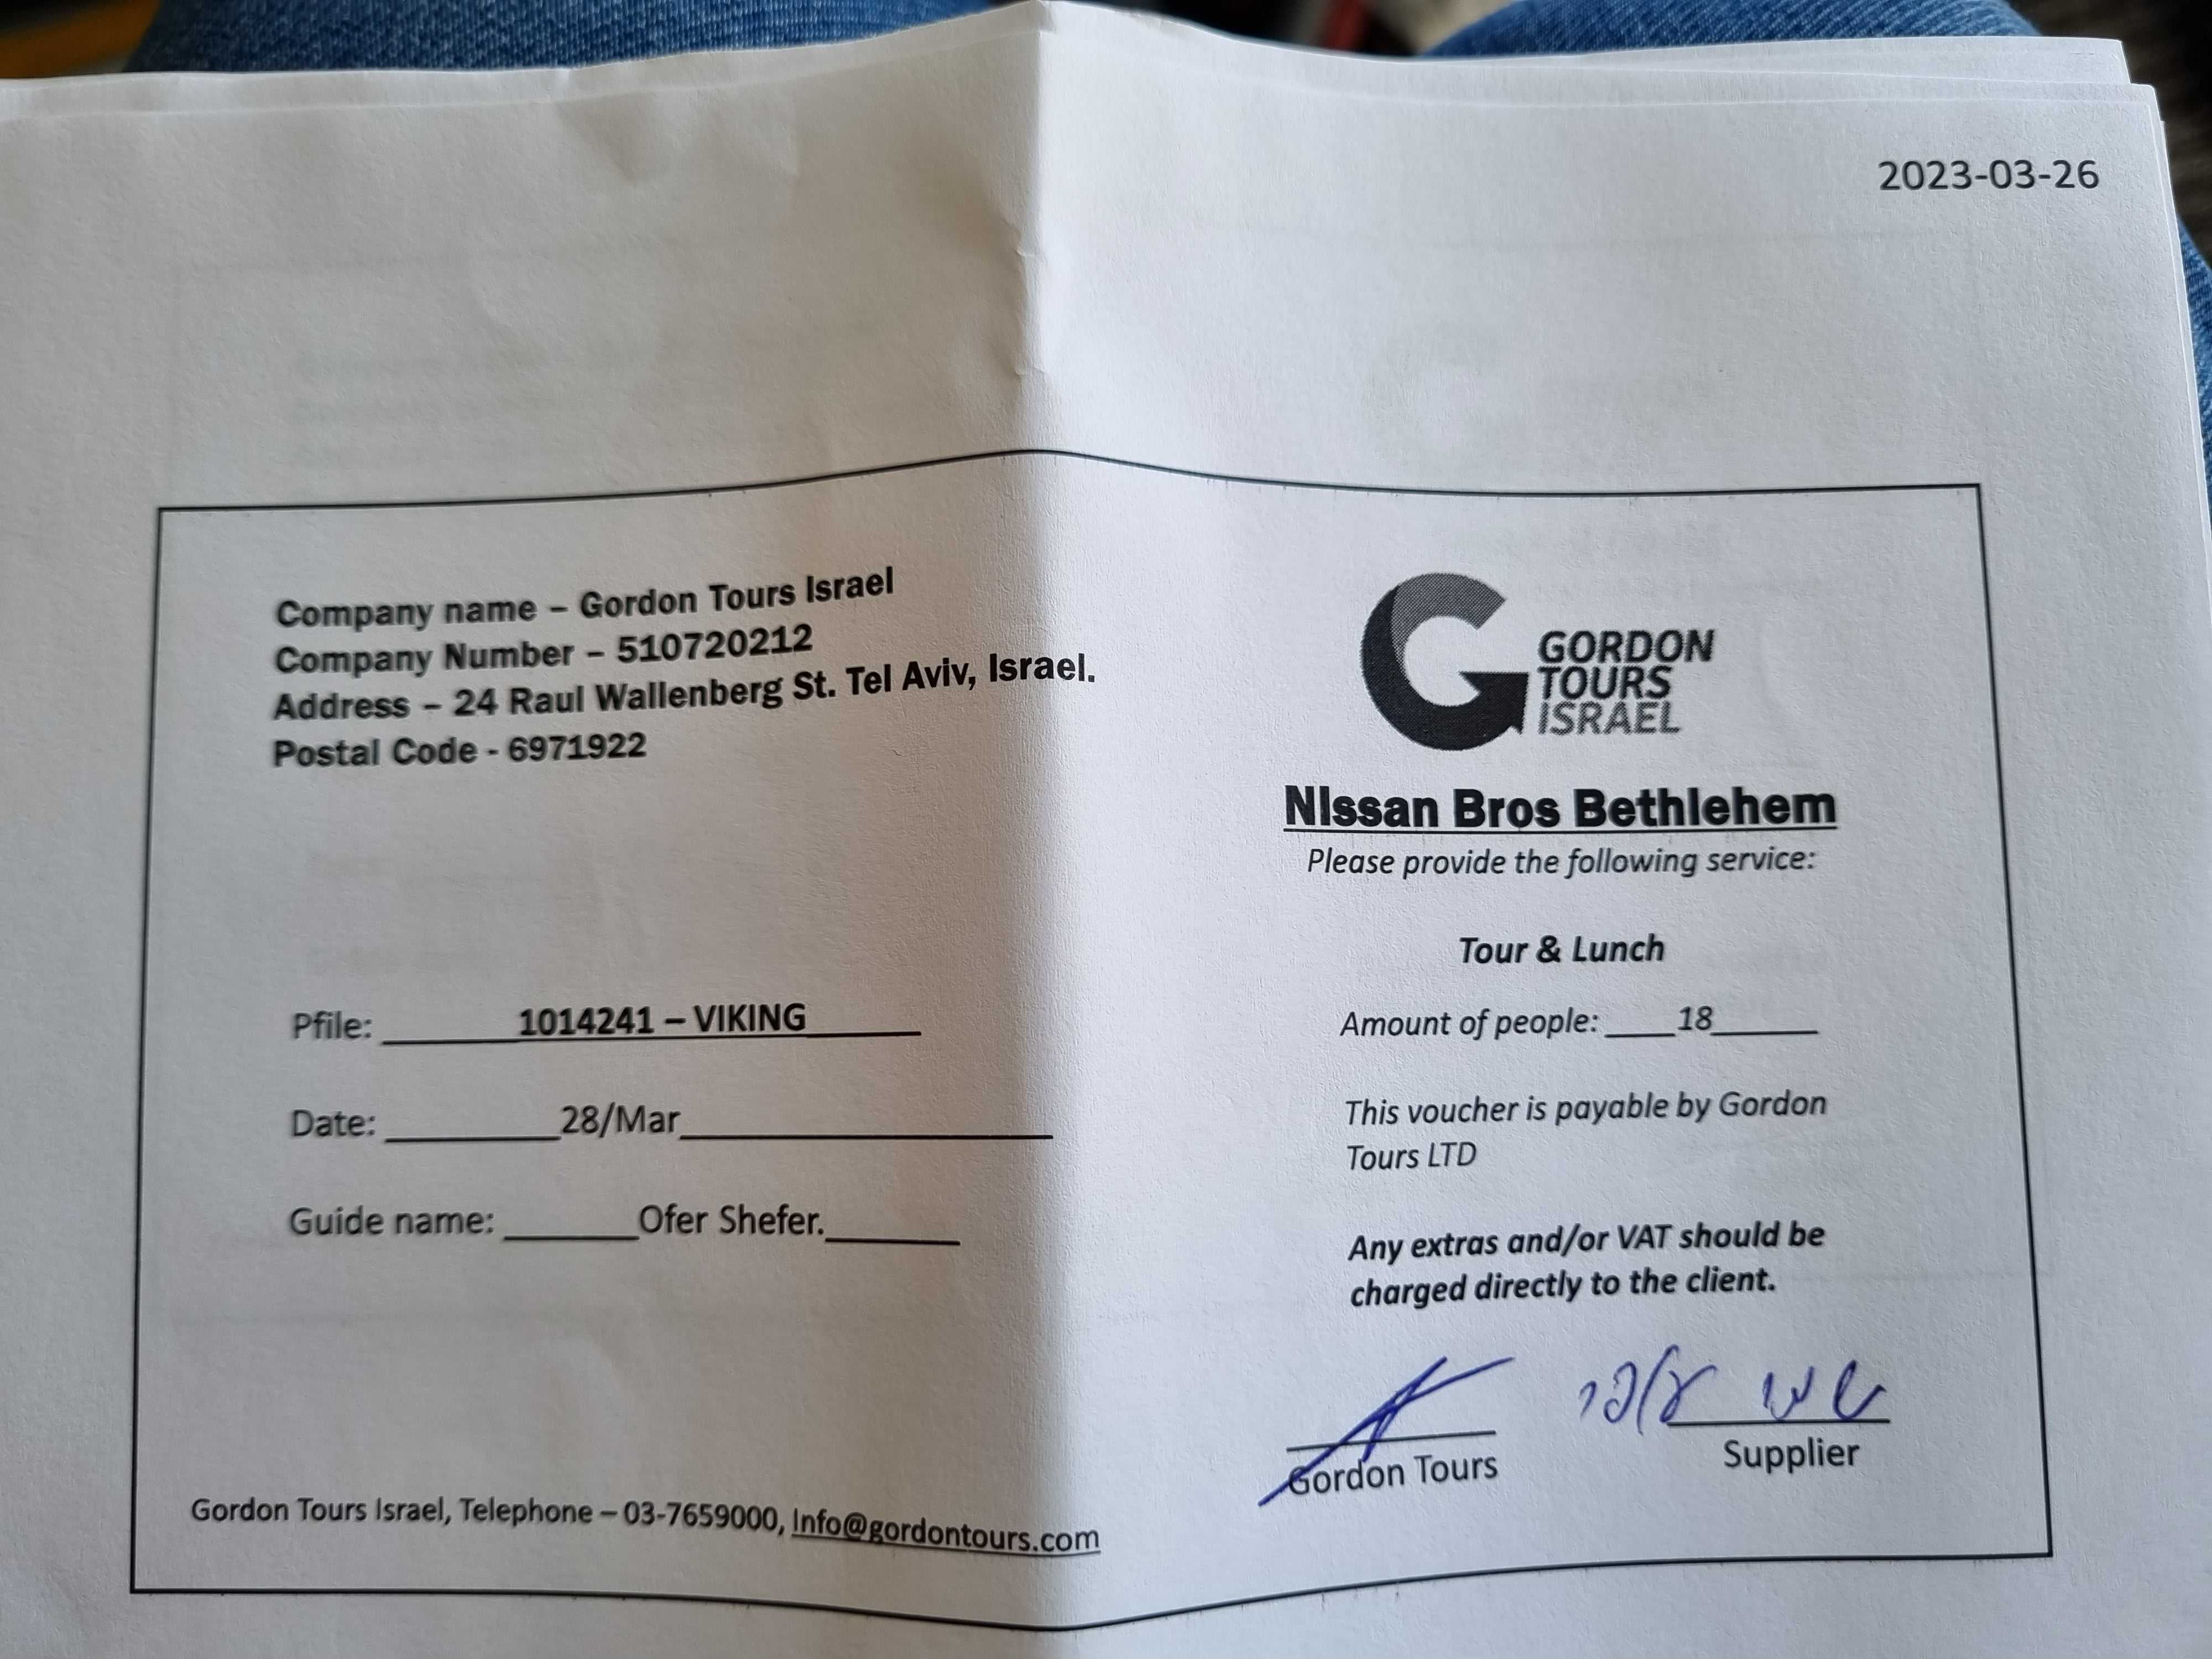 2023-03-26
Company name – Gordon Tours Israel
Company Number – 510720212
Address – 24 Raul Wallenberg St. Tel Aviv, Israel.
Postal Code - 6971922
GORDON
TOURS
ISRAEL
NIssan Bros Bethlehem
Please provide the following service:
Tour & Lunch
Pfile: 1014241 – VIKING
Amount of people: 18
Date: 28/Mar
This voucher is payable by Gordon
Tours LTD
Guide name: Ofer Shefer.
Any extras and/or VAT should be
charged directly to the client.
Gordon Tours
Supplier
Gordon Tours Israel, Telephone – 03-7659000, Info@gordontours.com